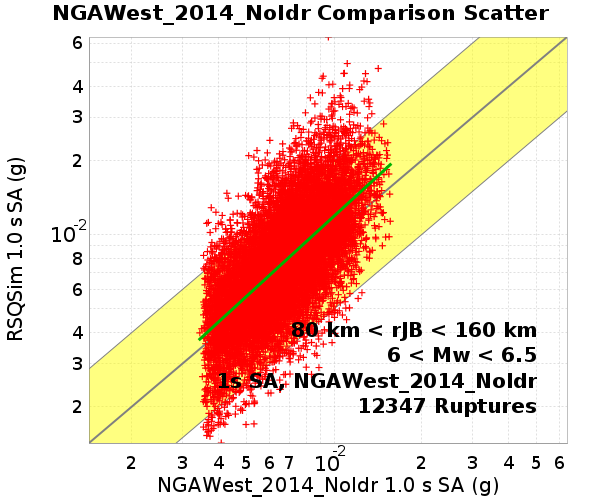 NGAWest_2014_NoIdr Comparison Scatter
RSQSim 1.0 s SA (g)
6
4
3
2
10-2
8
6
4
3
2
80 km < rJB < 160 km
6 < Mw < 6.5
1s SA, NGAWest_2014_NoIdr
12347 Ruptures
2 3 4 5 6 7 10-2 2 3 4 5 6
NGAWest_2014_NoIdr 1.0 s SA (g)